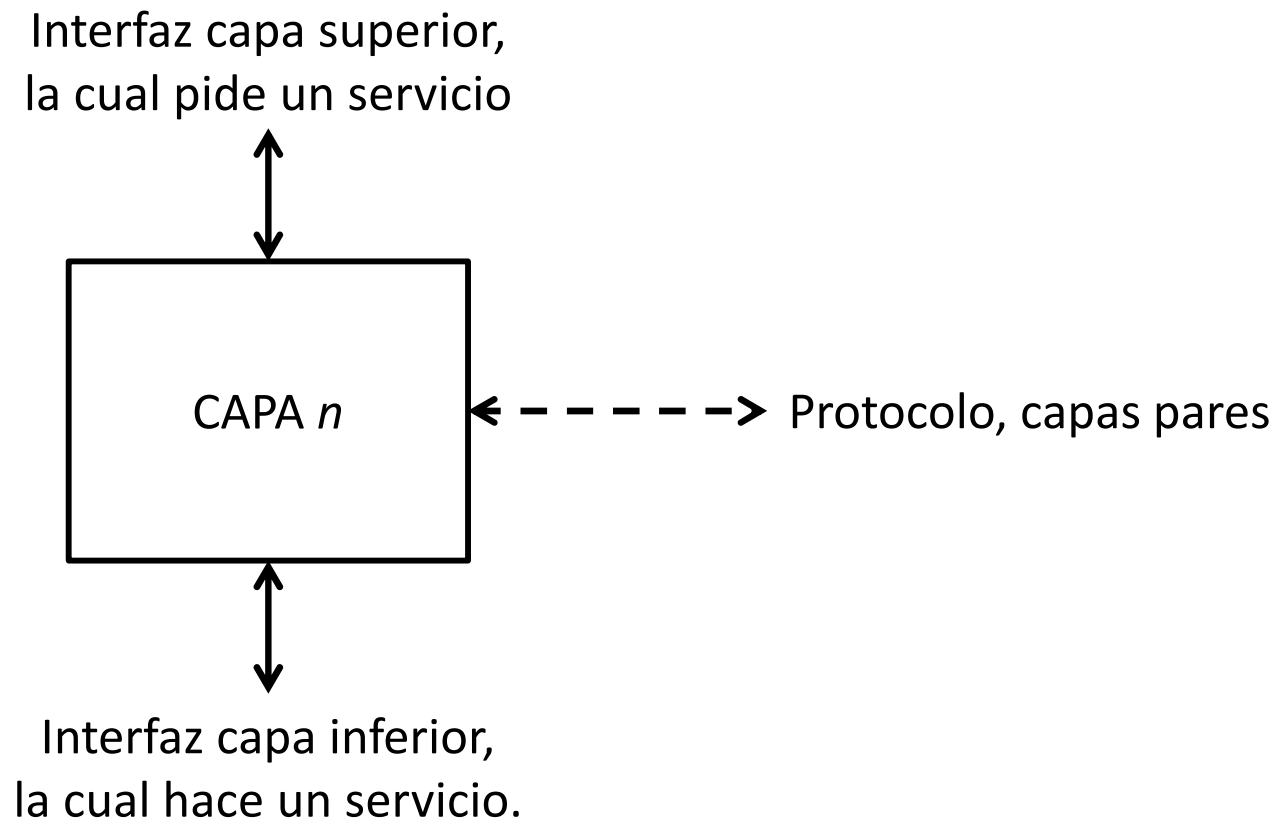 Interfaz capa superior,
la cual pide un servicio
CAPA n
Protocolo, capas pares
Interfaz capa inferior,
la cual hace un servicio.